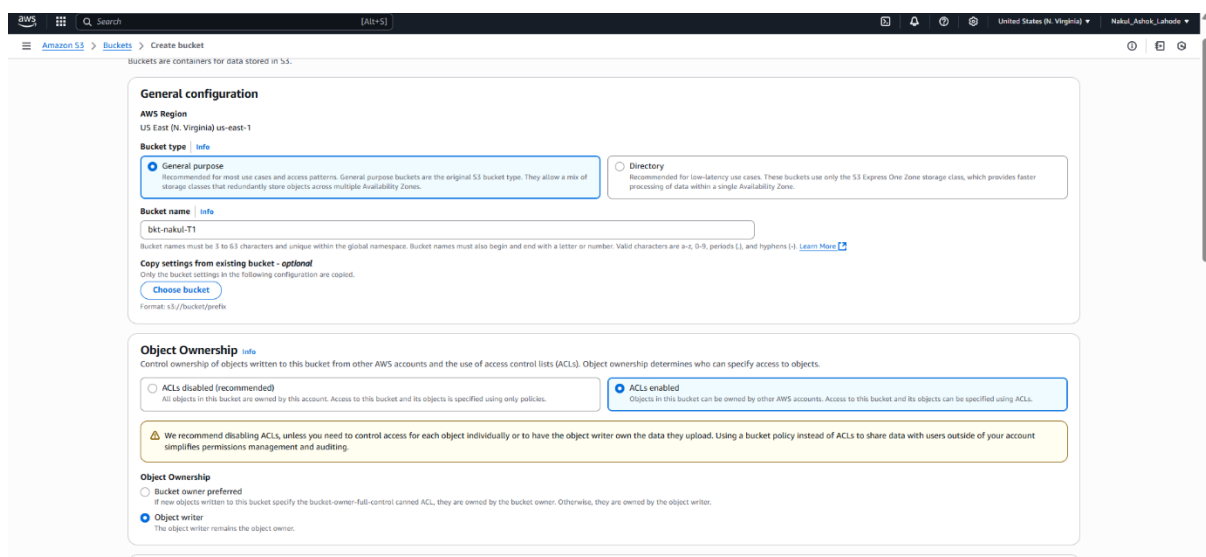 aws Search [Alt+S] United States (N. Virginia) Nakul_Ashok_Lahode
Amazon S3 > Buckets > Create bucket
Buckets are containers for data stored in S3.
General configuration
AWS Region
US East (N. Virginia) us-east-1
Bucket type Info
General purpose
Recommended for most use cases and access patterns. General purpose buckets are the original S3 bucket type. They allow a mix of
storage classes that redundantly store objects across multiple Availability Zones.
Directory
Recommended for low-latency use cases. These buckets use only the S3 Express One Zone storage class, which provides faster
processing of data within a single Availability Zone.
Bucket name Info
bkt-nakul-T1
Bucket names must be 3 to 63 characters and unique within the global namespace. Bucket names must also begin and end with a letter or number. Valid characters are a-z, 0-9, periods (.), and hyphens (-). Learn More
Copy settings from existing bucket - optional
Only the bucket settings in the following configuration are copied.
Choose bucket
Format: s3://bucket/prefix
Object Ownership Info
Control ownership of objects written to this bucket from other AWS accounts and the use of access control lists (ACLs). Object ownership determines who can specify access to objects.
ACLs disabled (recommended)
All objects in this bucket are owned by this account. Access to this bucket and its objects is specified using only policies.
ACLs enabled
Objects in this bucket can be owned by other AWS accounts. Access to this bucket and its objects can be specified using ACLs.
We recommend disabling ACLs, unless you need to control access for each object individually or to have the object writer own the data they upload. Using a bucket policy instead of ACLs to share data with users outside of your account
simplifies permissions management and auditing.
Object Ownership
Bucket owner preferred
If new objects written to this bucket specify the bucket-owner-full-control canned ACL, they are owned by the bucket owner. Otherwise, they are owned by the object writer.
Object writer
The object writer remains the object owner.